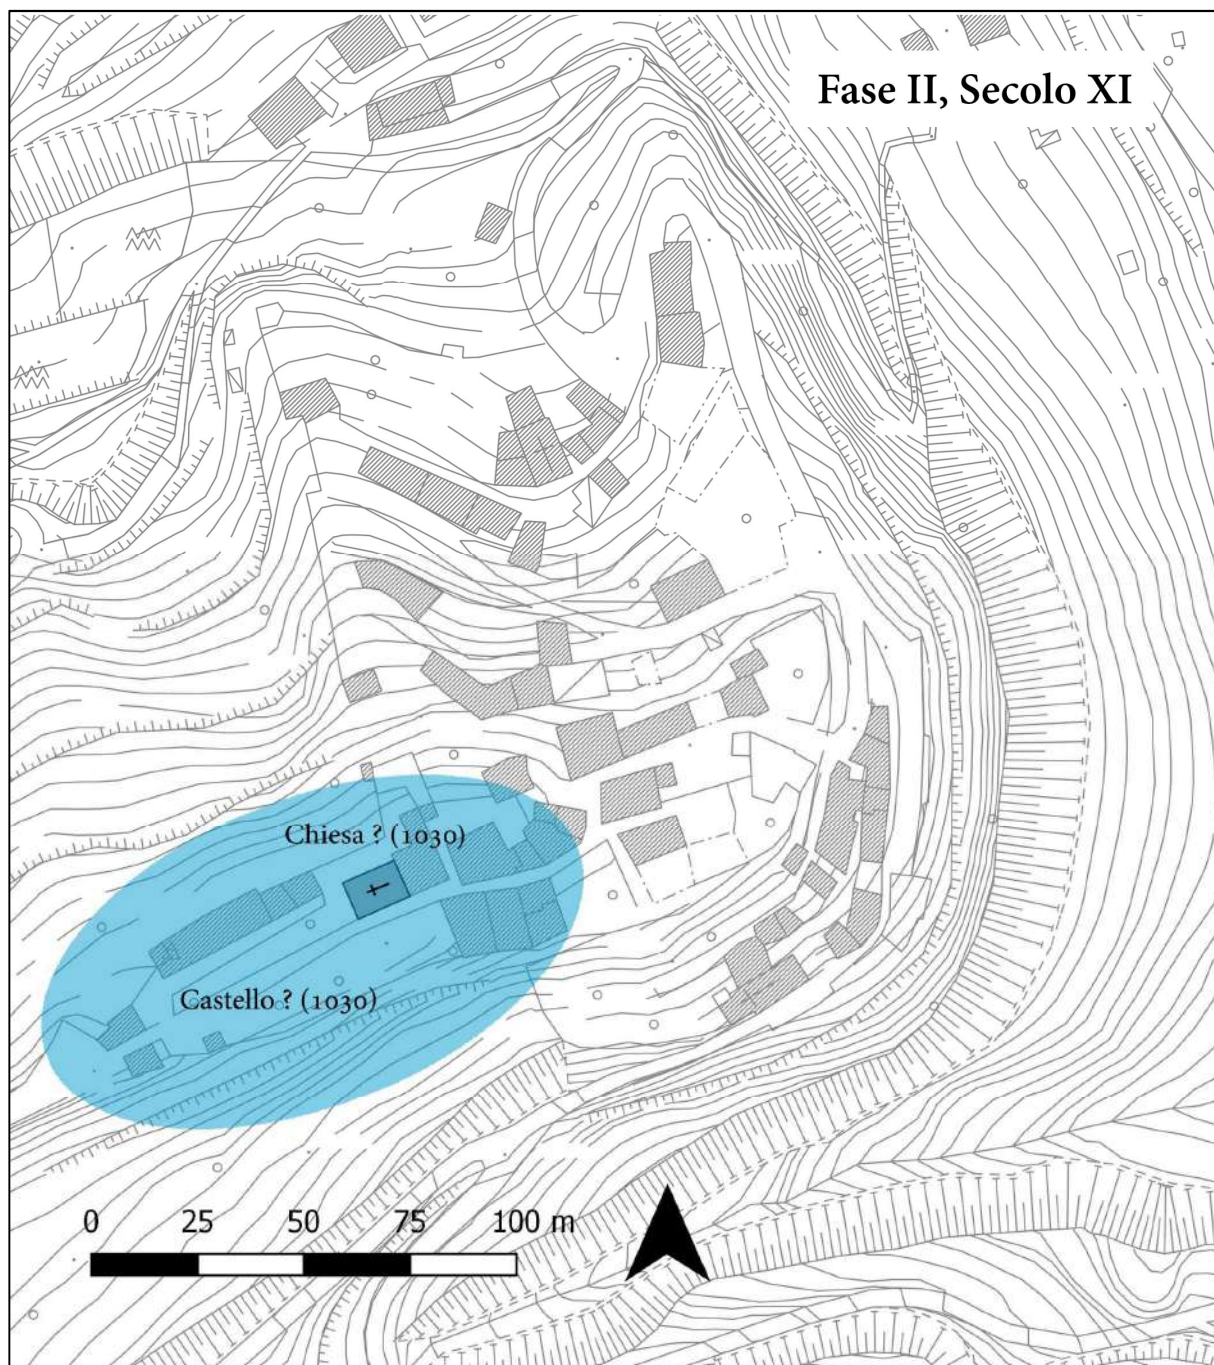 Fase II, Secolo XI
Chiesa ? (1030)
Castello ? (1030)
0 25 50 75 100 m